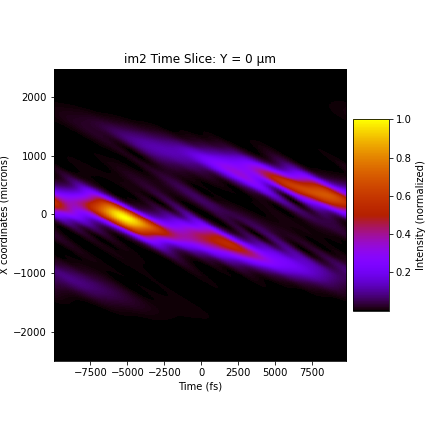 im2 Time Slice: Y = 0 μm
2000
1000
0
−1000
−2000
X coordinates (microns)
−7500 −5000 −2500 0 2500 5000 7500
Time (fs)
1.0
0.8
0.6
0.4
0.2
Intensity (normalized)